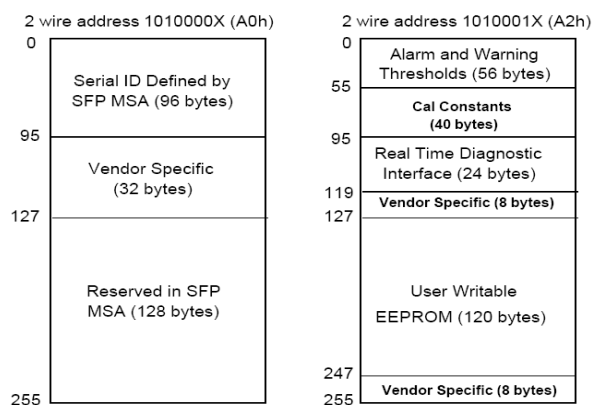 2 wire address 1010000X (A0h)
0
Serial ID Defined by
SFP MSA (96 bytes)
95
Vendor Specific
(32 bytes)
127
Reserved in SFP
MSA (128 bytes)
255
2 wire address 1010001X (A2h)
0
Alarm and Warning
Thresholds (56 bytes)
55
Cal Constants
(40 bytes)
95
Real Time Diagnostic
Interface (24 bytes)
119
Vendor Specific (8 bytes)
127
User Writable
EEPROM (120 bytes)
247
Vendor Specific (8 bytes)
255